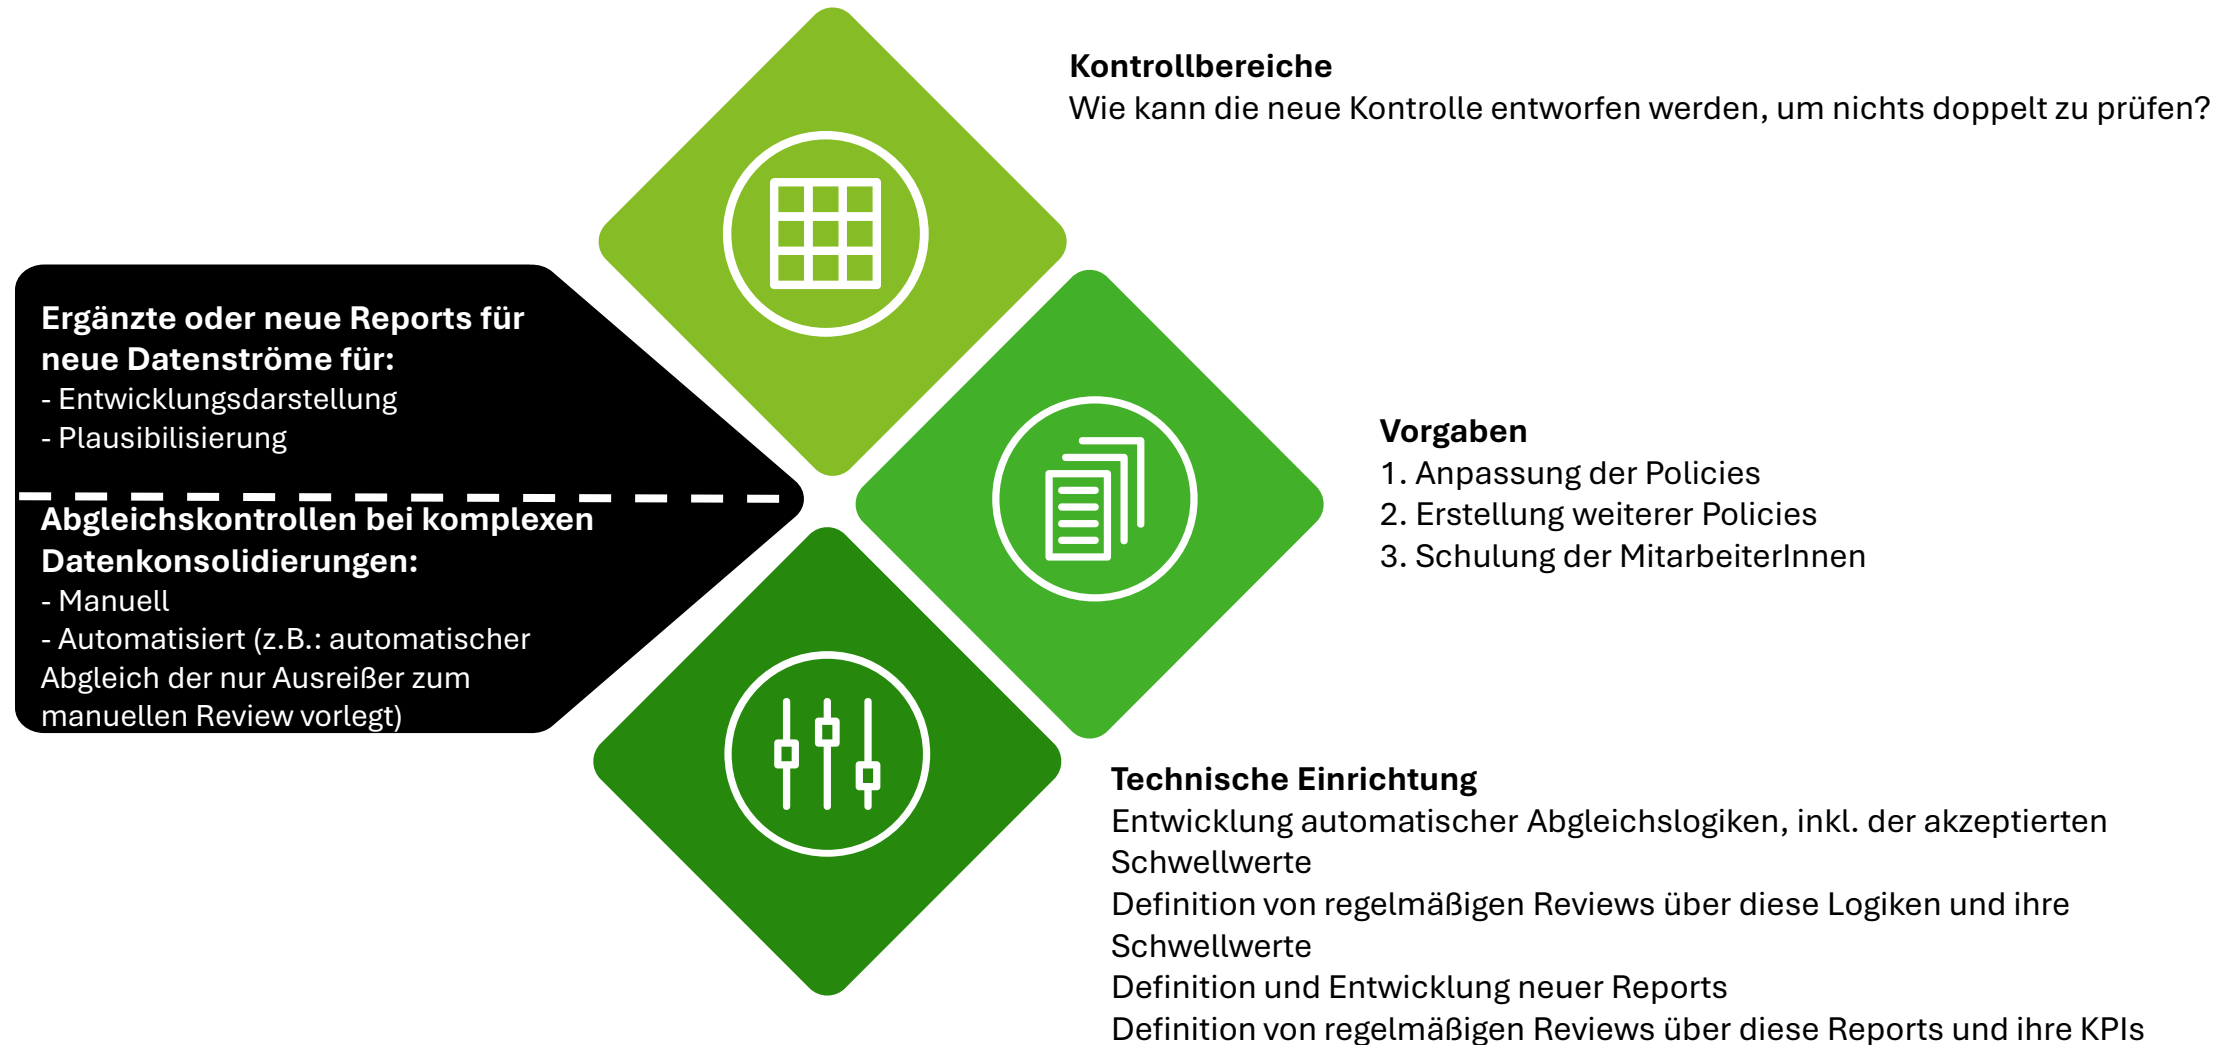 Kontrollbereiche
Wie kann die neue Kontrolle entworfen werden, um nichts doppelt zu prüfen?
Ergänzte oder neue Reports für
neue Datenströme für:
- Entwicklungsdarstellung
- Plausibilisierung
Abgleichskontrollen bei komplexen
Datenkonsolidierungen:
- Manuell
- Automatisiert (z.B.: automatischer
Abgleich der nur Ausreißer zum
manuellen Review vorlegt)
Vorgaben
1. Anpassung der Policies
2. Erstellung weiterer Policies
3. Schulung der MitarbeiterInnen
Technische Einrichtung
Entwicklung automatischer Abgleichslogiken, inkl. der akzeptierten
Schwellwerte
Definition von regelmäßigen Reviews über diese Logiken und ihre
Schwellwerte
Definition und Entwicklung neuer Reports
Definition von regelmäßigen Reviews über diese Reports und ihre KPIs